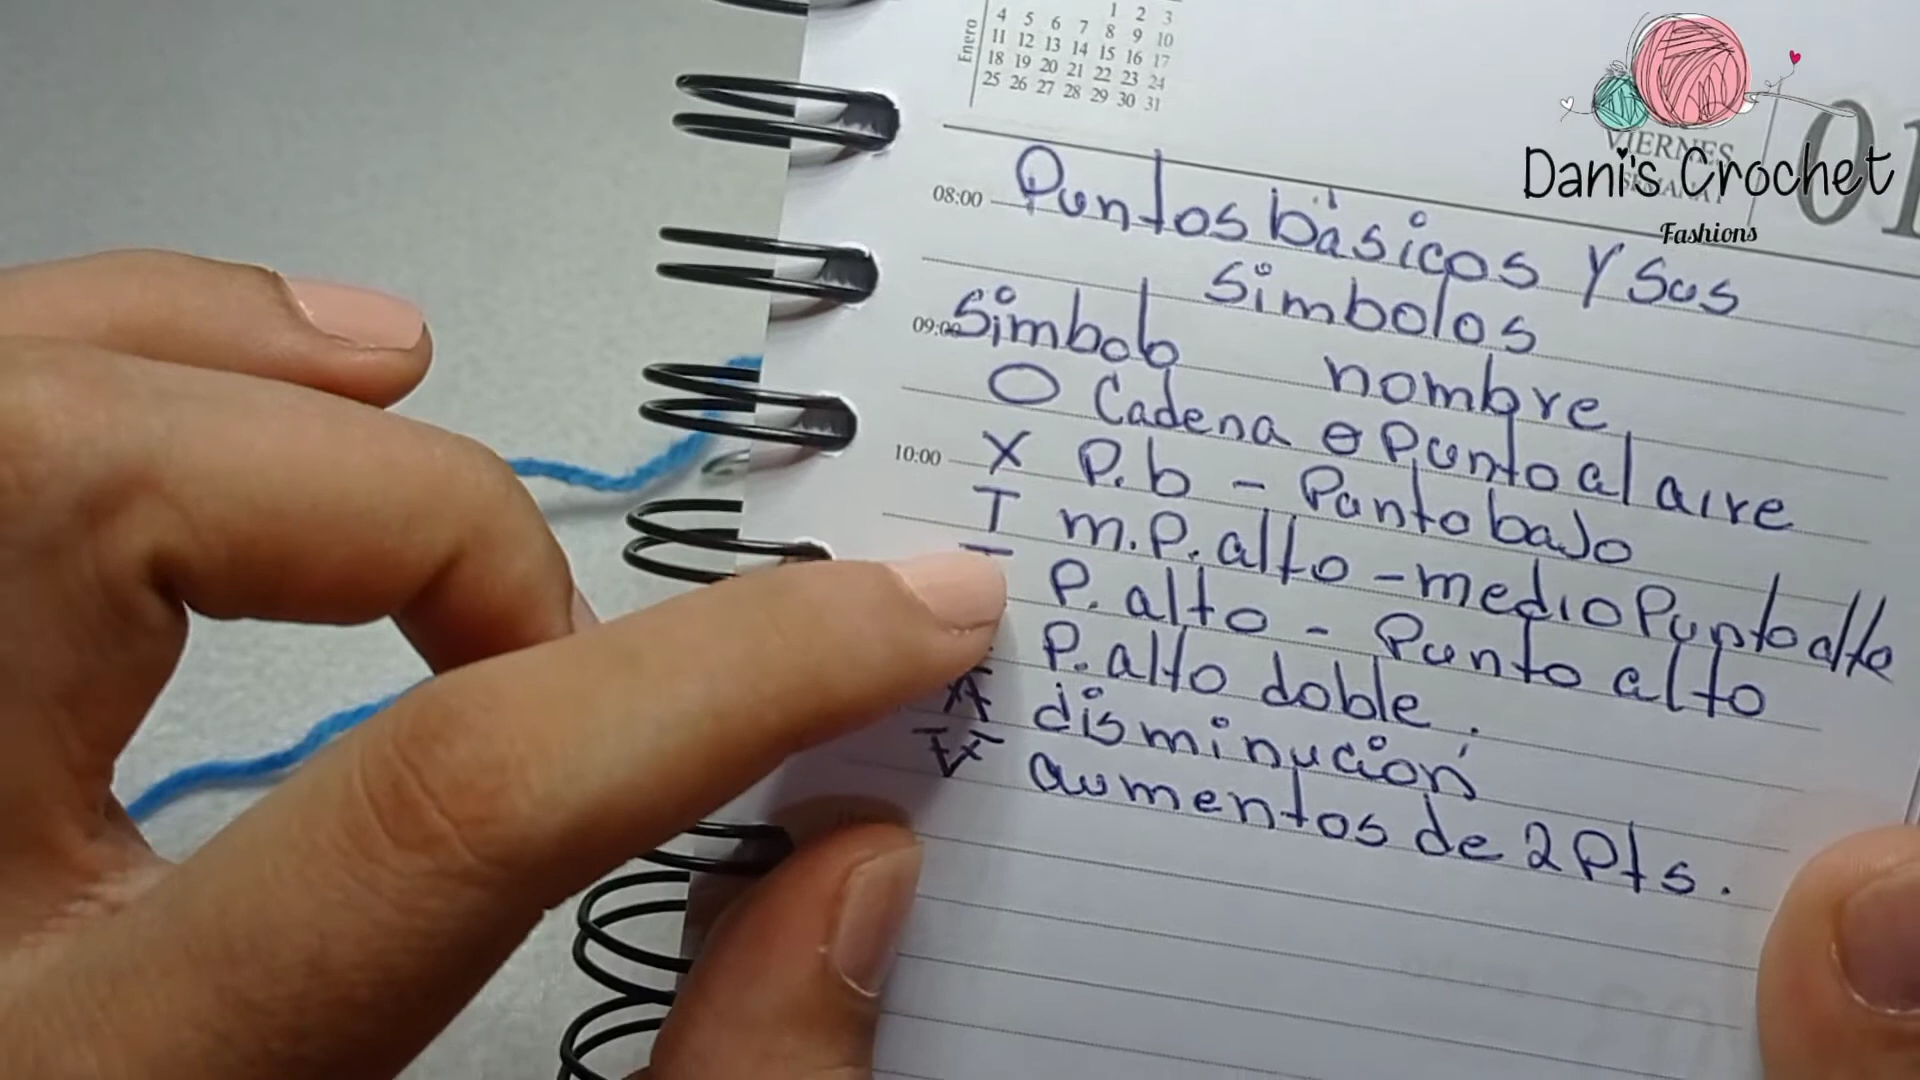 Enero
1 2 3
4 5 6 7 8 9 10
11 12 13 14 15 16 17
18 19 20 21 22 23 24
25 26 27 28 29 30 31
VIERNES
01
Dani's Crochet
Fashions
08:00 Puntos básicos Y Sus
Simbolos
09:00 Simbolo nombre
O Cadena o Punto al aire
10:00 X P.b - Punto bajo
T m.P.alto - medio Punto alto
P.alto - Punto alto
P.alto doble.
disminución
aumentos de 2 Pts.